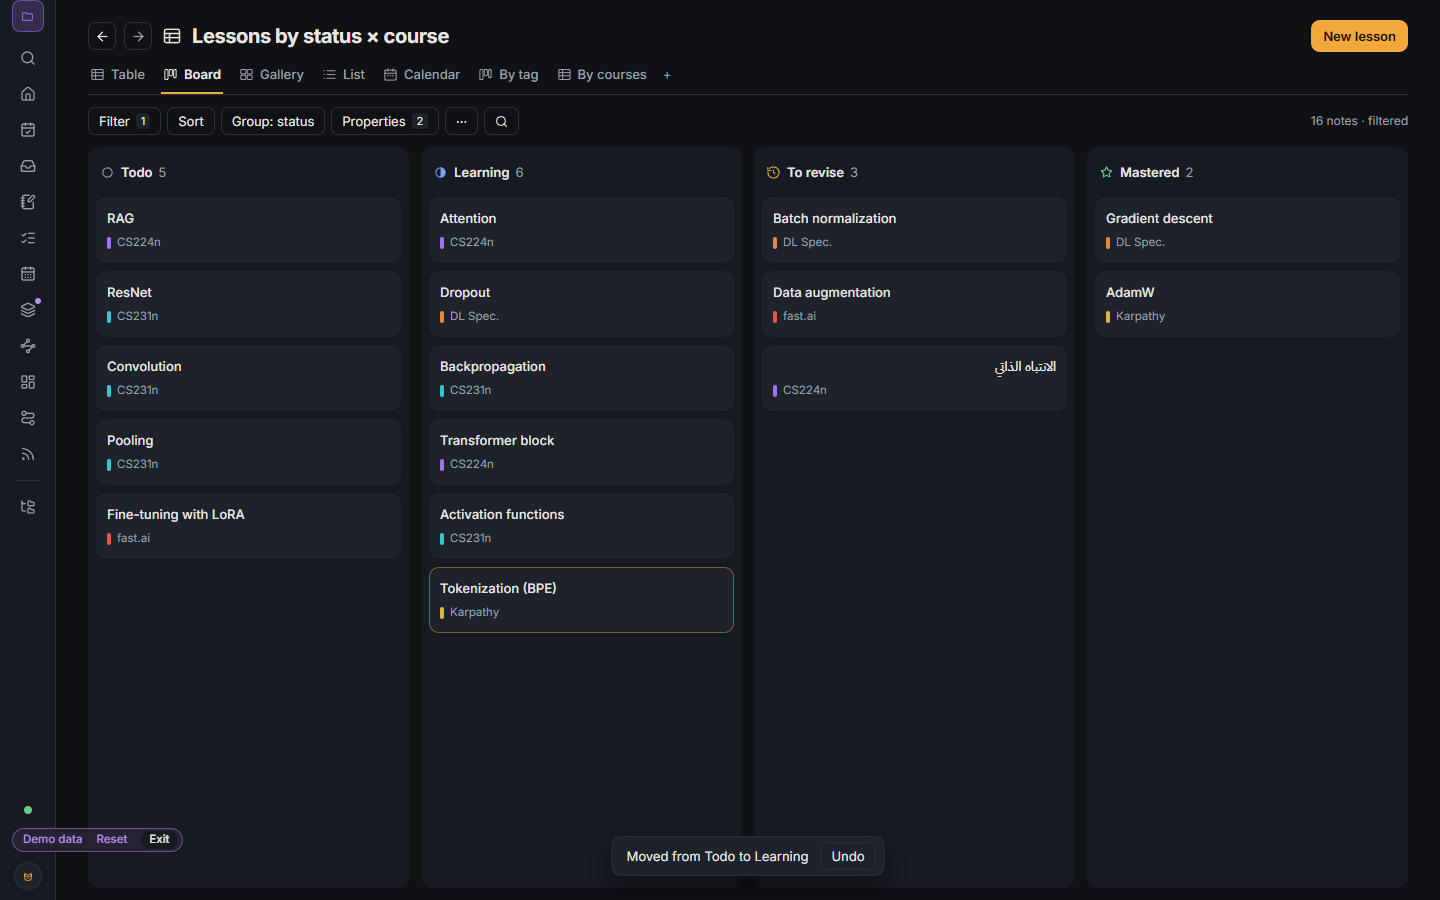 Lessons by status × course
New lesson
Table Board Gallery List Calendar By tag By courses +
Filter 1 Sort Group: status Properties 2 ...
16 notes · filtered
Todo 5
RAG
CS224n
ResNet
CS231n
Convolution
CS231n
Pooling
CS231n
Fine-tuning with LoRA
fast.ai
Learning 6
Attention
CS224n
Dropout
DL Spec.
Backpropagation
CS231n
Transformer block
CS224n
Activation functions
CS231n
Tokenization (BPE)
Karpathy
To revise 3
Batch normalization
DL Spec.
Data augmentation
fast.ai
الانتباه الذاتي
CS224n
Mastered 2
Gradient descent
DL Spec.
AdamW
Karpathy
Demo data Reset Exit
Moved from Todo to Learning Undo